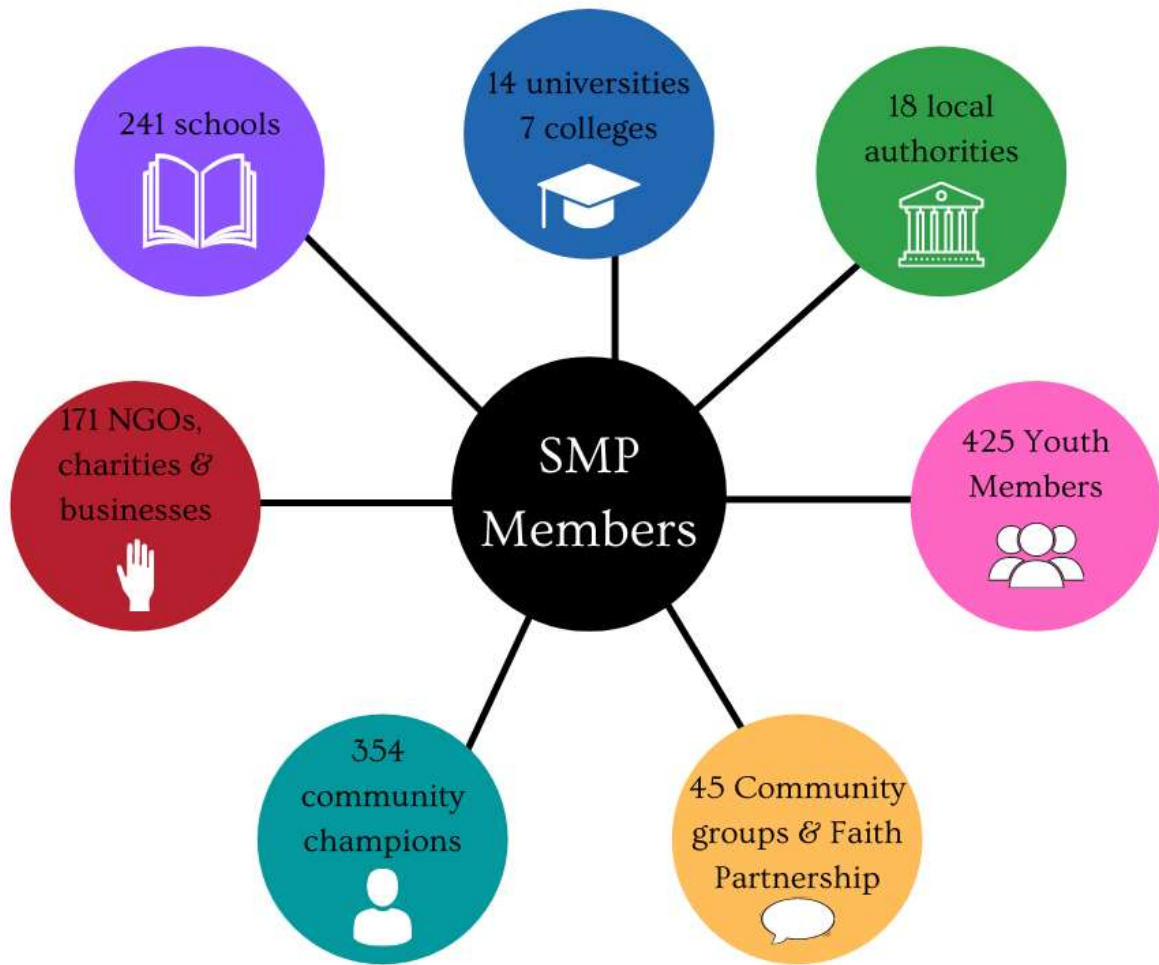 241 schools
14 universities
7 colleges
18 local
authorities
171 NGOs,
charities &
businesses
SMP
Members
425 Youth
Members
354
community
champions
45 Community
groups & Faith
Partnership